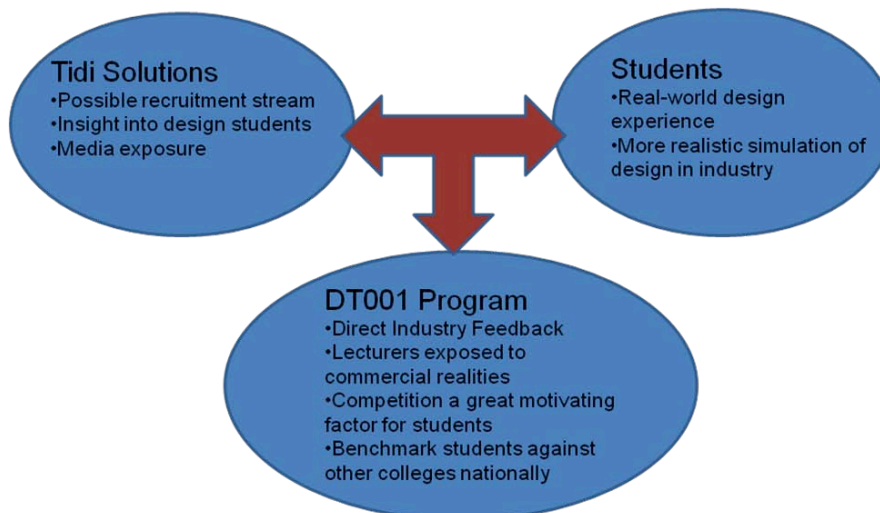 Tidi Solutions
•Possible recruitment stream
•Insight into design students
•Media exposure
Students
•Real-world design
experience
•More realistic simulation of
design in industry
DT001 Program
•Direct Industry Feedback
•Lecturers exposed to
commercial realities
•Competition a great motivating
factor for students
•Benchmark students against
other colleges nationally